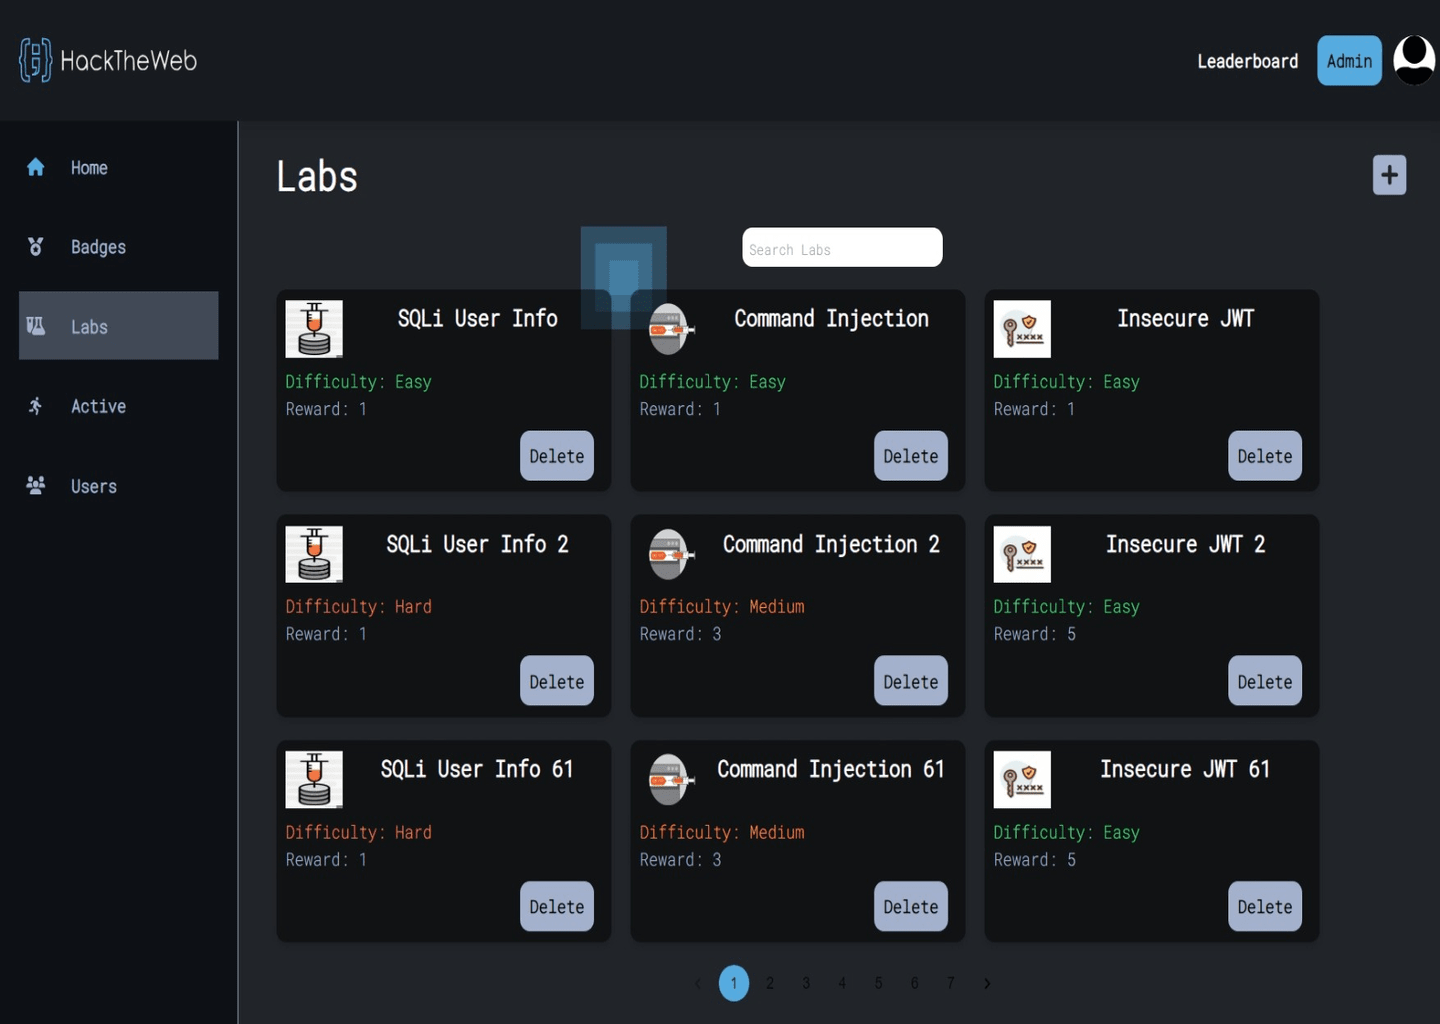 HackTheWeb
Leaderboard
Admin
Home
Badges
Labs
Active
Users
Labs
+
Search Labs
SQLi User Info
Difficulty: Easy
Reward: 1
Delete
Command Injection
Difficulty: Easy
Reward: 1
Delete
Insecure JWT
Difficulty: Easy
Reward: 1
Delete
SQLi User Info 2
Difficulty: Hard
Reward: 1
Delete
Command Injection 2
Difficulty: Medium
Reward: 3
Delete
Insecure JWT 2
Difficulty: Easy
Reward: 5
Delete
SQLi User Info 61
Difficulty: Hard
Reward: 1
Delete
Command Injection 61
Difficulty: Medium
Reward: 3
Delete
Insecure JWT 61
Difficulty: Easy
Reward: 5
Delete
‹ 1 2 3 4 5 6 7 ›